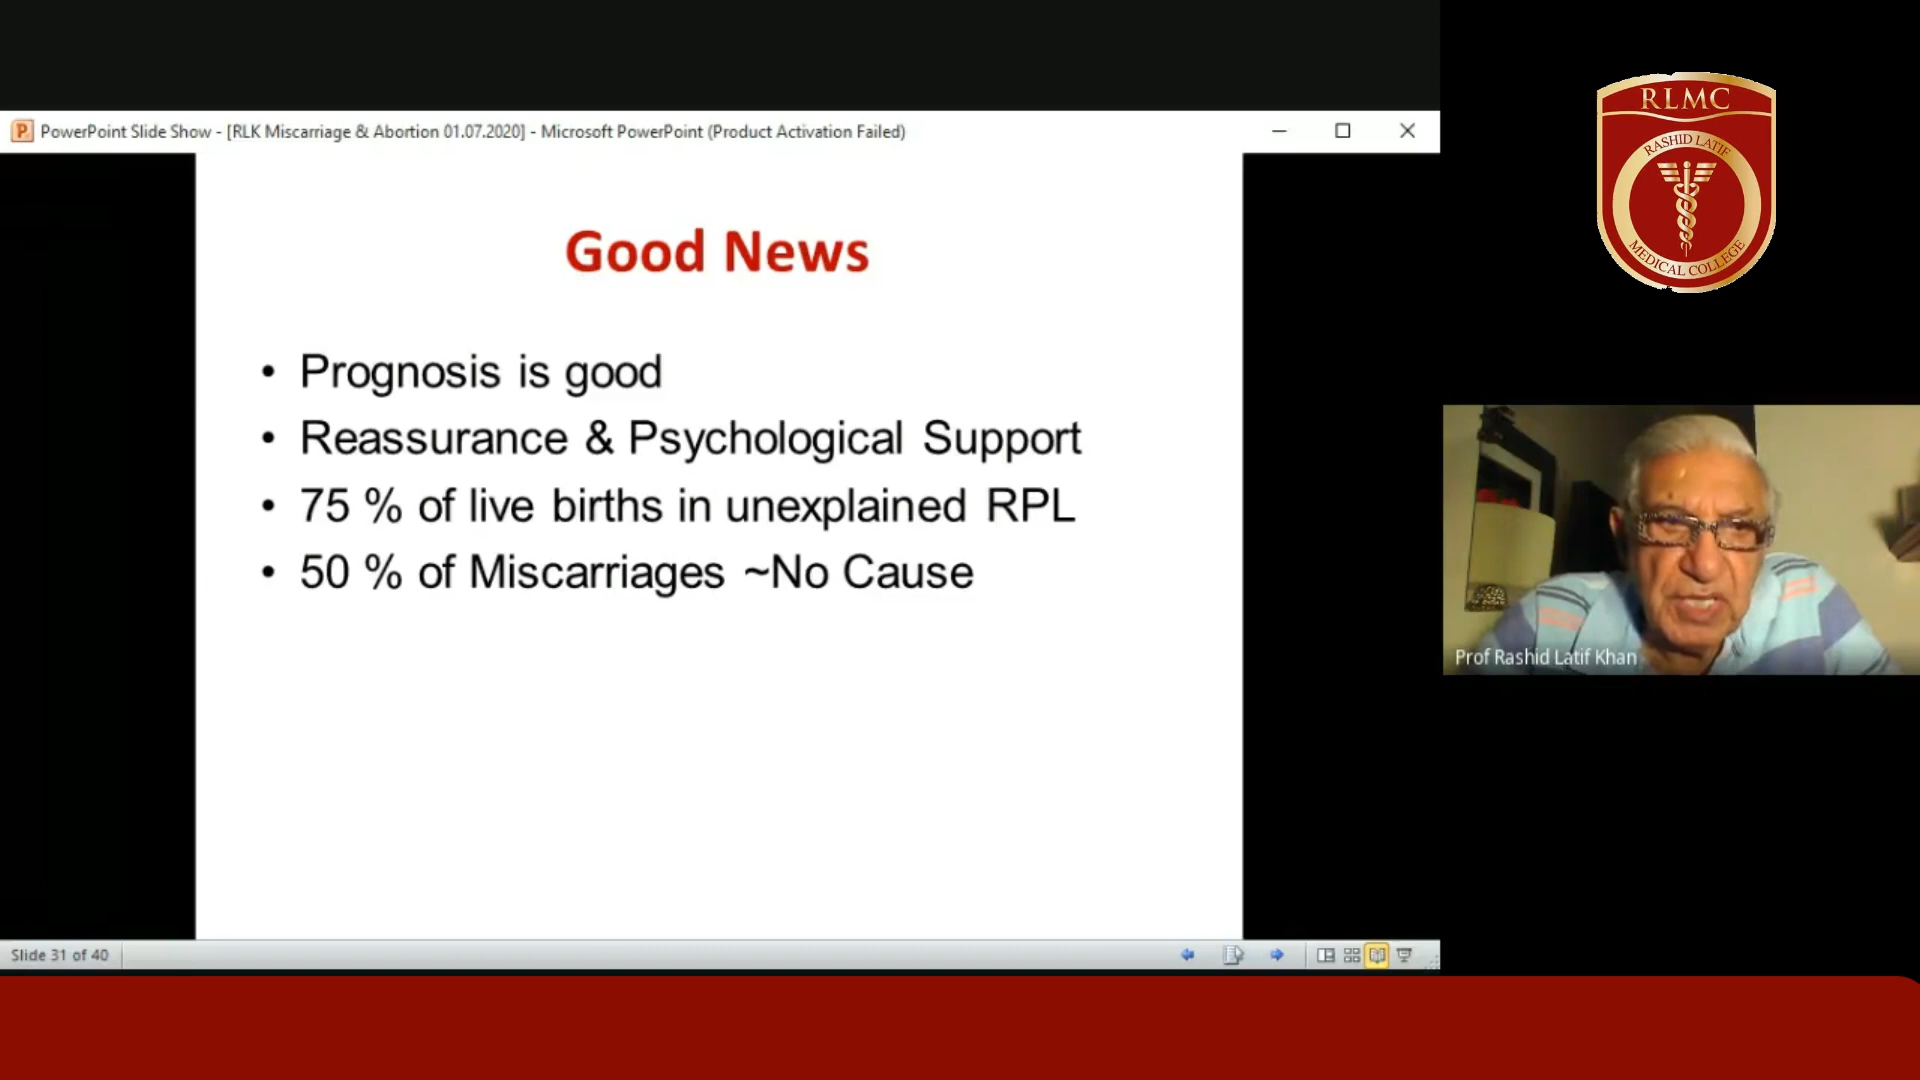 PowerPoint Slide Show - [RLK Miscarriage & Abortion 01.07.2020] - Microsoft PowerPoint (Product Activation Failed)
Good News
• Prognosis is good
• Reassurance & Psychological Support
• 75 % of live births in unexplained RPL
• 50 % of Miscarriages ~No Cause
Slide 31 of 40
RLMC
RASHID LATIF
MEDICAL COLLEGE
Prof Rashid Latif Khan